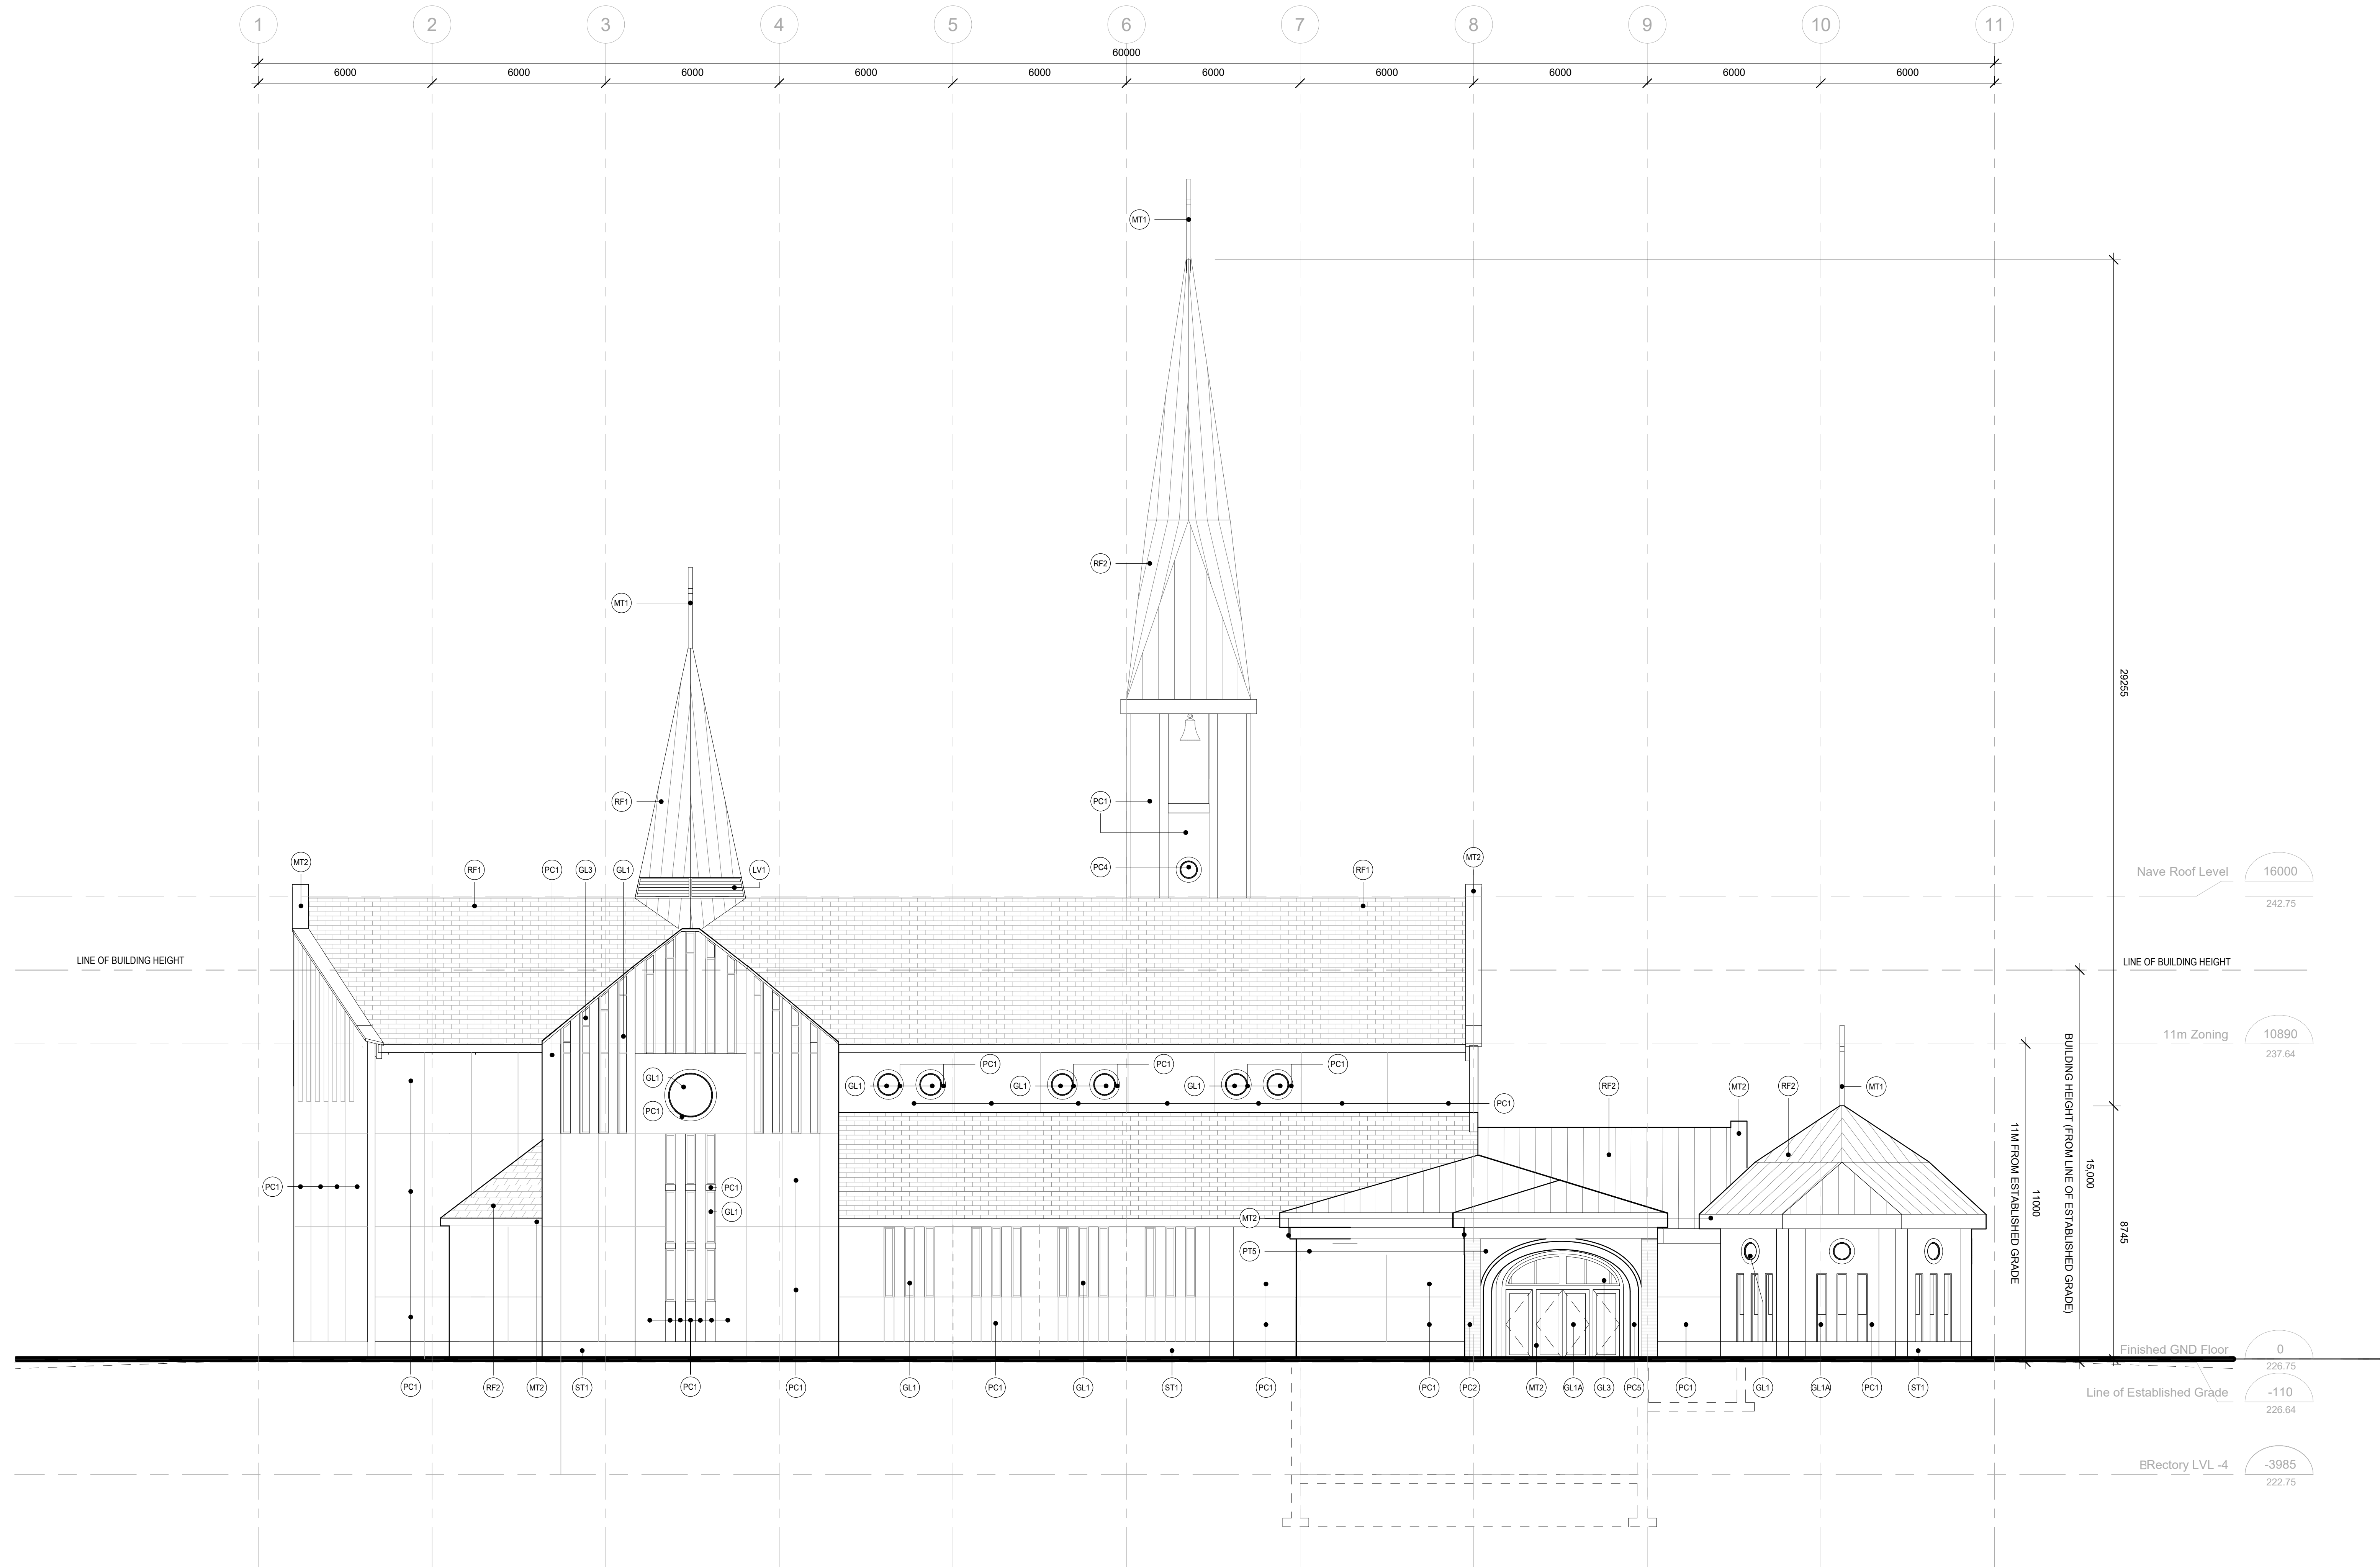 1 2 3 4 5 6 7 8 9 10 11
60000
6000 6000 6000 6000 6000 6000 6000 6000 6000 6000
MT1
RF2
MT1
29255
RF1
PC1
MT2
RF1
PC1
GL3
GL1
LV1
PC4
MT2
RF1
Nave Roof Level
16000
242.75
LINE OF BUILDING HEIGHT
LINE OF BUILDING HEIGHT
11m Zoning
10890
237.64
GL1
PC1
GL1
PC1
GL1
PC1
GL1
PC1
PC1
RF2
MT2
RF2
MT1
PC1
PC1
GL1
MT2
PT5
11M FROM ESTABLISHED GRADE
11000
BUILDING HEIGHT (FROM LINE OF ESTABLISHED GRADE)
15,000
8745
Finished GND Floor
0
226.75
PC1
RF2
MT2
ST1
PC1
PC1
GL1
PC1
GL1
ST1
PC1
PC1
PC2
MT2
GL1A
GL3
PC5
PC1
GL1
GL1A
PC1
ST1
Line of Established Grade
-110
226.64
BRectory LVL -4
-3985
222.75